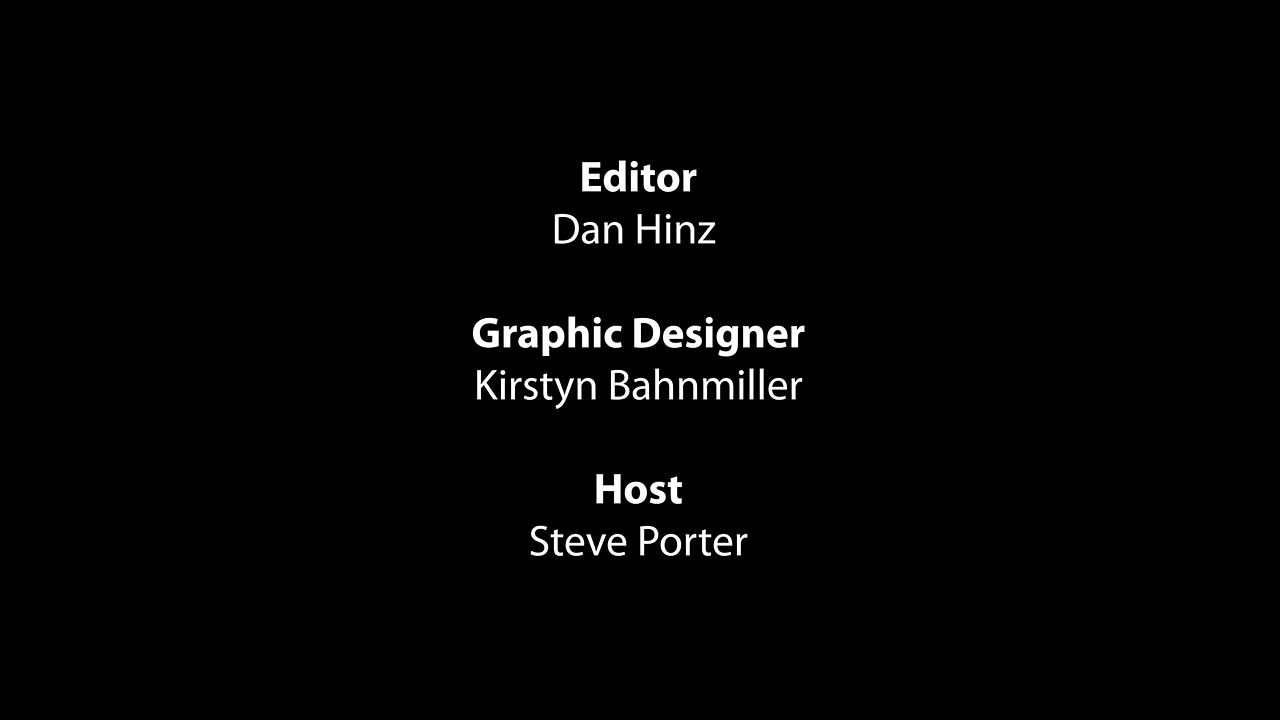 Editor
Dan Hinz
Graphic Designer
Kirstyn Bahnmiller
Host
Steve Porter